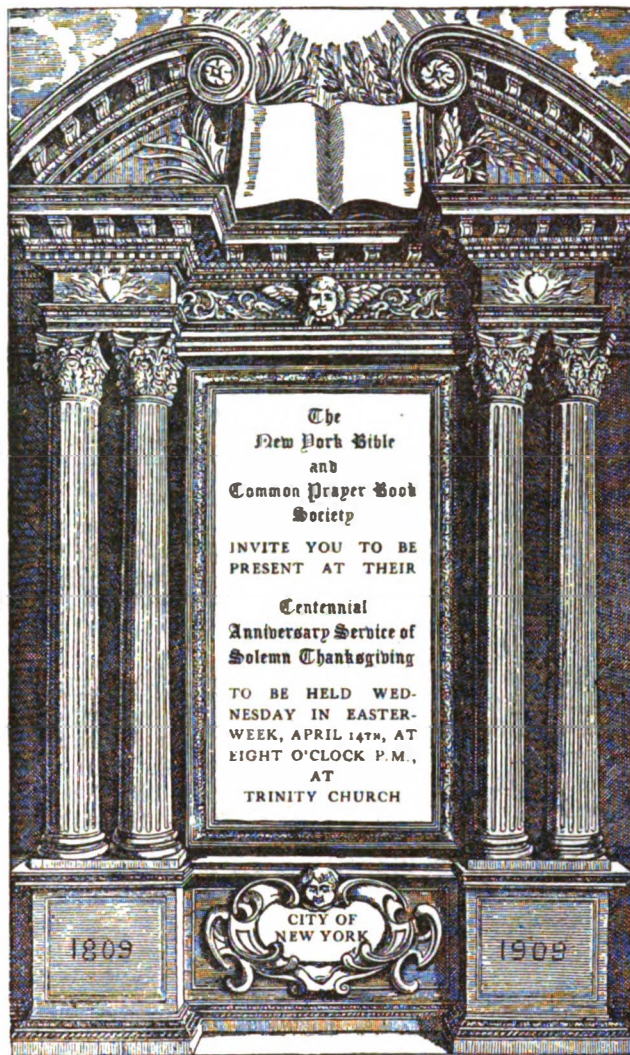 The
New York Bible
and
Common Prayer Book
Society
INVITE YOU TO BE
PRESENT AT THEIR
Centennial
Anniversary Service of
Solemn Thanksgiving
TO BE HELD WED-
NESDAY IN EASTER-
WEEK, APRIL 14TH, AT
EIGHT O'CLOCK P.M.,
AT
TRINITY CHURCH
CITY OF
NEW YORK
1809
1909